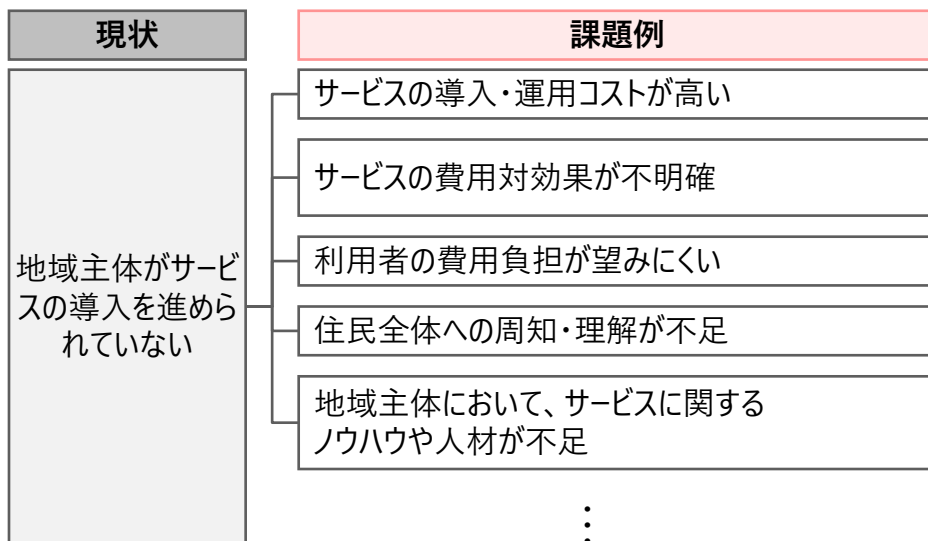 現状
課題例
地域主体がサービ
スの導入を進めら
れていない
サービスの導入・運用コストが高い
サービスの費用対効果が不明確
利用者の費用負担が望みにくい
住民全体への周知・理解が不足
地域主体において、サービスに関する
ノウハウや人材が不足
⋮